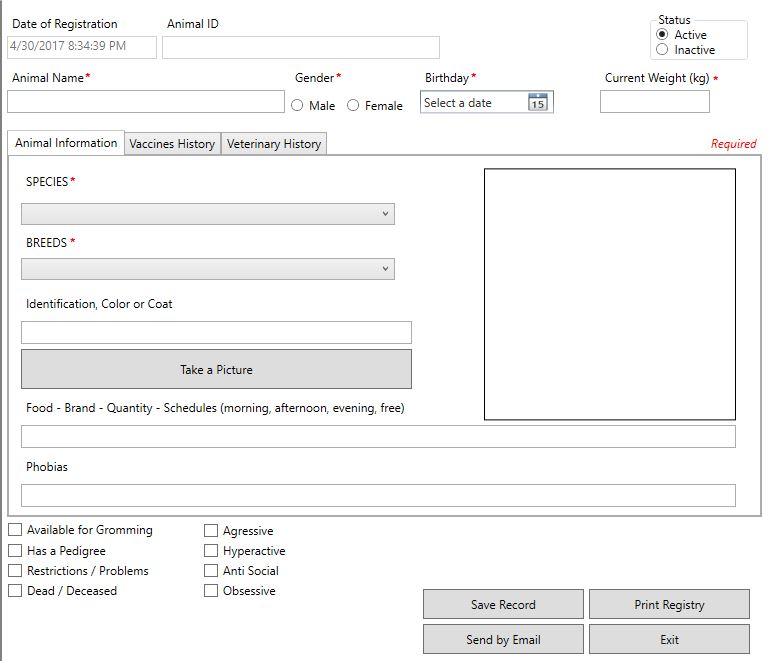 Date of Registration Animal ID
Status
4/30/2017 8:34:39 PM
Active
Inactive
Animal Name* Gender* Birthday* Current Weight (kg) *
Male Female Select a date 15
Animal Information Vaccines History Veterinary History Required
SPECIES*
BREEDS *
Identification, Color or Coat
Take a Picture
Food - Brand - Quantity - Schedules (morning, afternoon, evening, free)
Phobias
Available for Gromming Agressive
Has a Pedigree Hyperactive
Restrictions / Problems Anti Social
Dead / Deceased Obsessive
Save Record Print Registry
Send by Email Exit